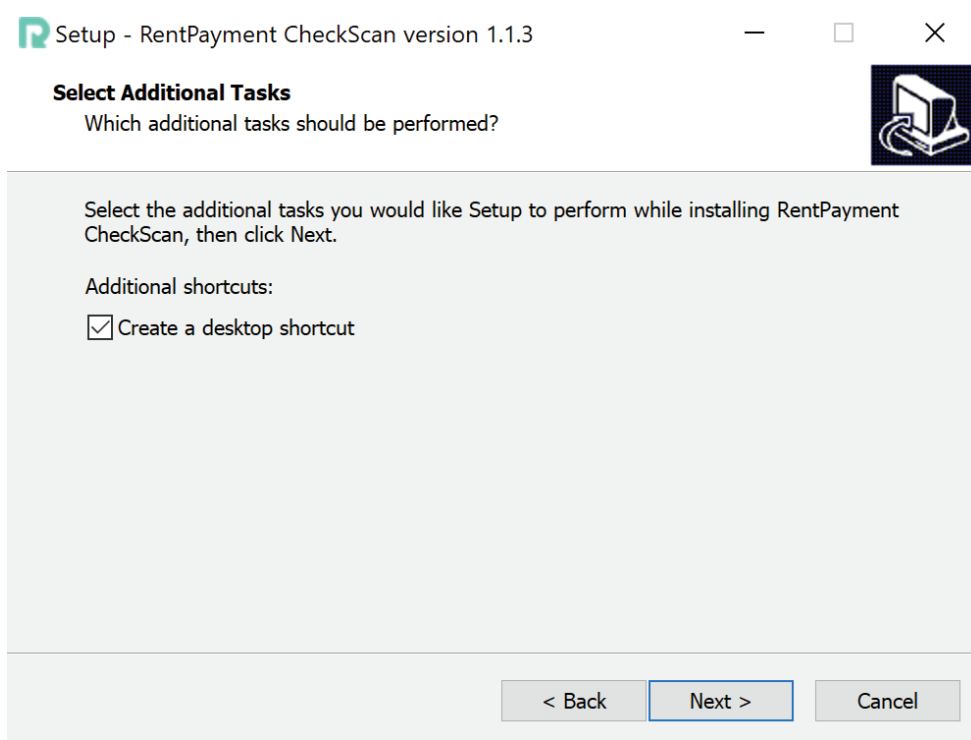 Setup - RentPayment CheckScan version 1.1.3
Select Additional Tasks
Which additional tasks should be performed?
Select the additional tasks you would like Setup to perform while installing RentPayment
CheckScan, then click Next.
Additional shortcuts:
Create a desktop shortcut
< Back
Next >
Cancel